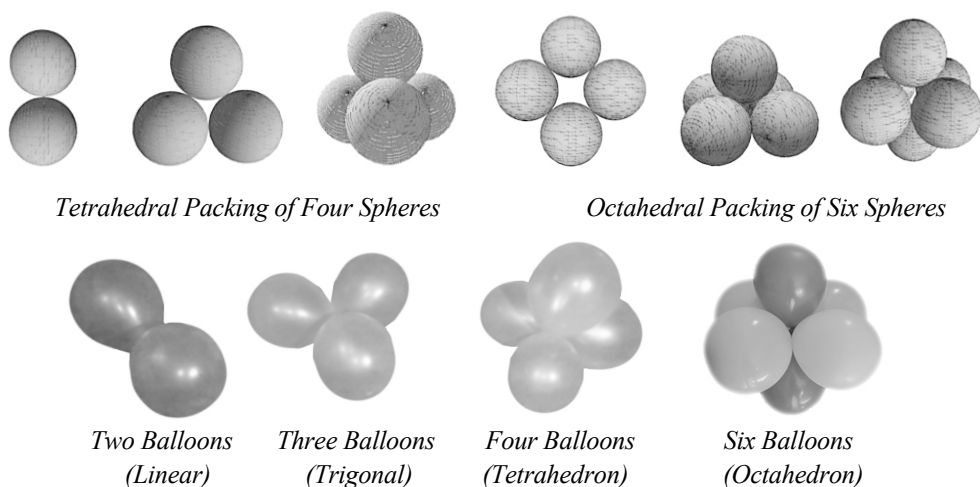 Tetrahedral Packing of Four Spheres
Octahedral Packing of Six Spheres
Two Balloons
(Linear)
Three Balloons
(Trigonal)
Four Balloons
(Tetrahedron)
Six Balloons
(Octahedron)